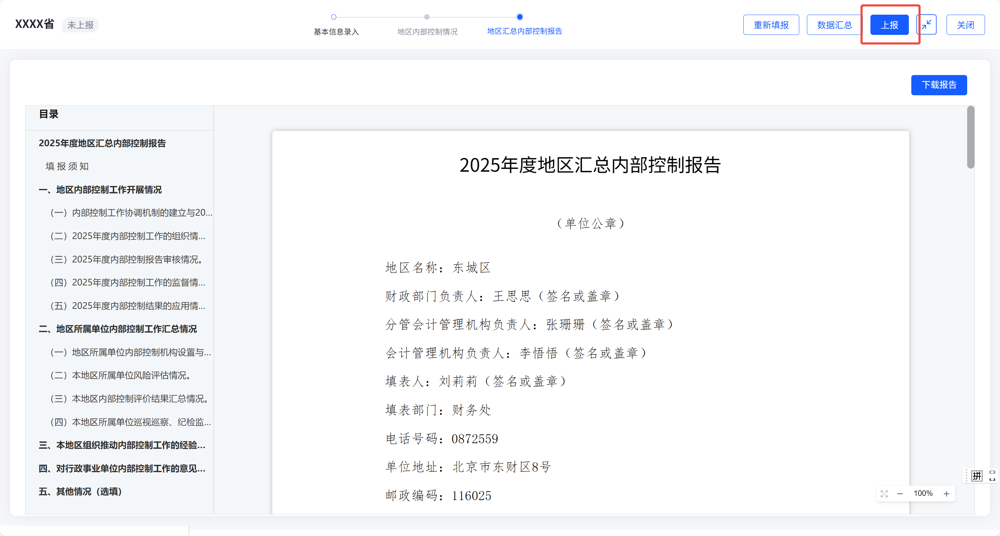 XXXX省
未上报
基本信息录入
地区内部控制情况
地区汇总内部控制报告
重新填报
数据汇总
上报
关闭
下载报告
目录
2025年度地区汇总内部控制报告
填 报 须 知
一、地区内部控制工作开展情况
（一）内部控制工作协调机制的建立与20...
（二）2025年度内部控制工作的组织情...
（三）2025年度内部控制报告审核情况。
（四）2025年度内部控制工作的监督情...
（五）2025年度内部控制结果的应用情...
二、地区所属单位内部控制工作汇总情况
（一）地区所属单位内部控制机构设置与...
（二）本地区所属单位风险评估情况。
（三）本地区内部控制评价结果汇总情况。
（四）本地区所属单位巡视巡察、纪检监...
三、本地区组织推动内部控制工作的经验...
四、对行政事业单位内部控制工作的意见...
五、其他情况（选填）
2025年度地区汇总内部控制报告
（单位公章）
地区名称：东城区
财政部门负责人：王思思（签名或盖章）
分管会计管理机构负责人：张珊珊（签名或盖章）
会计管理机构负责人：李悟悟（签名或盖章）
填表人：刘莉莉（签名或盖章）
填表部门：财务处
电话号码：0872559
单位地址：北京市东财区8号
邮政编码：116025
拼
100%